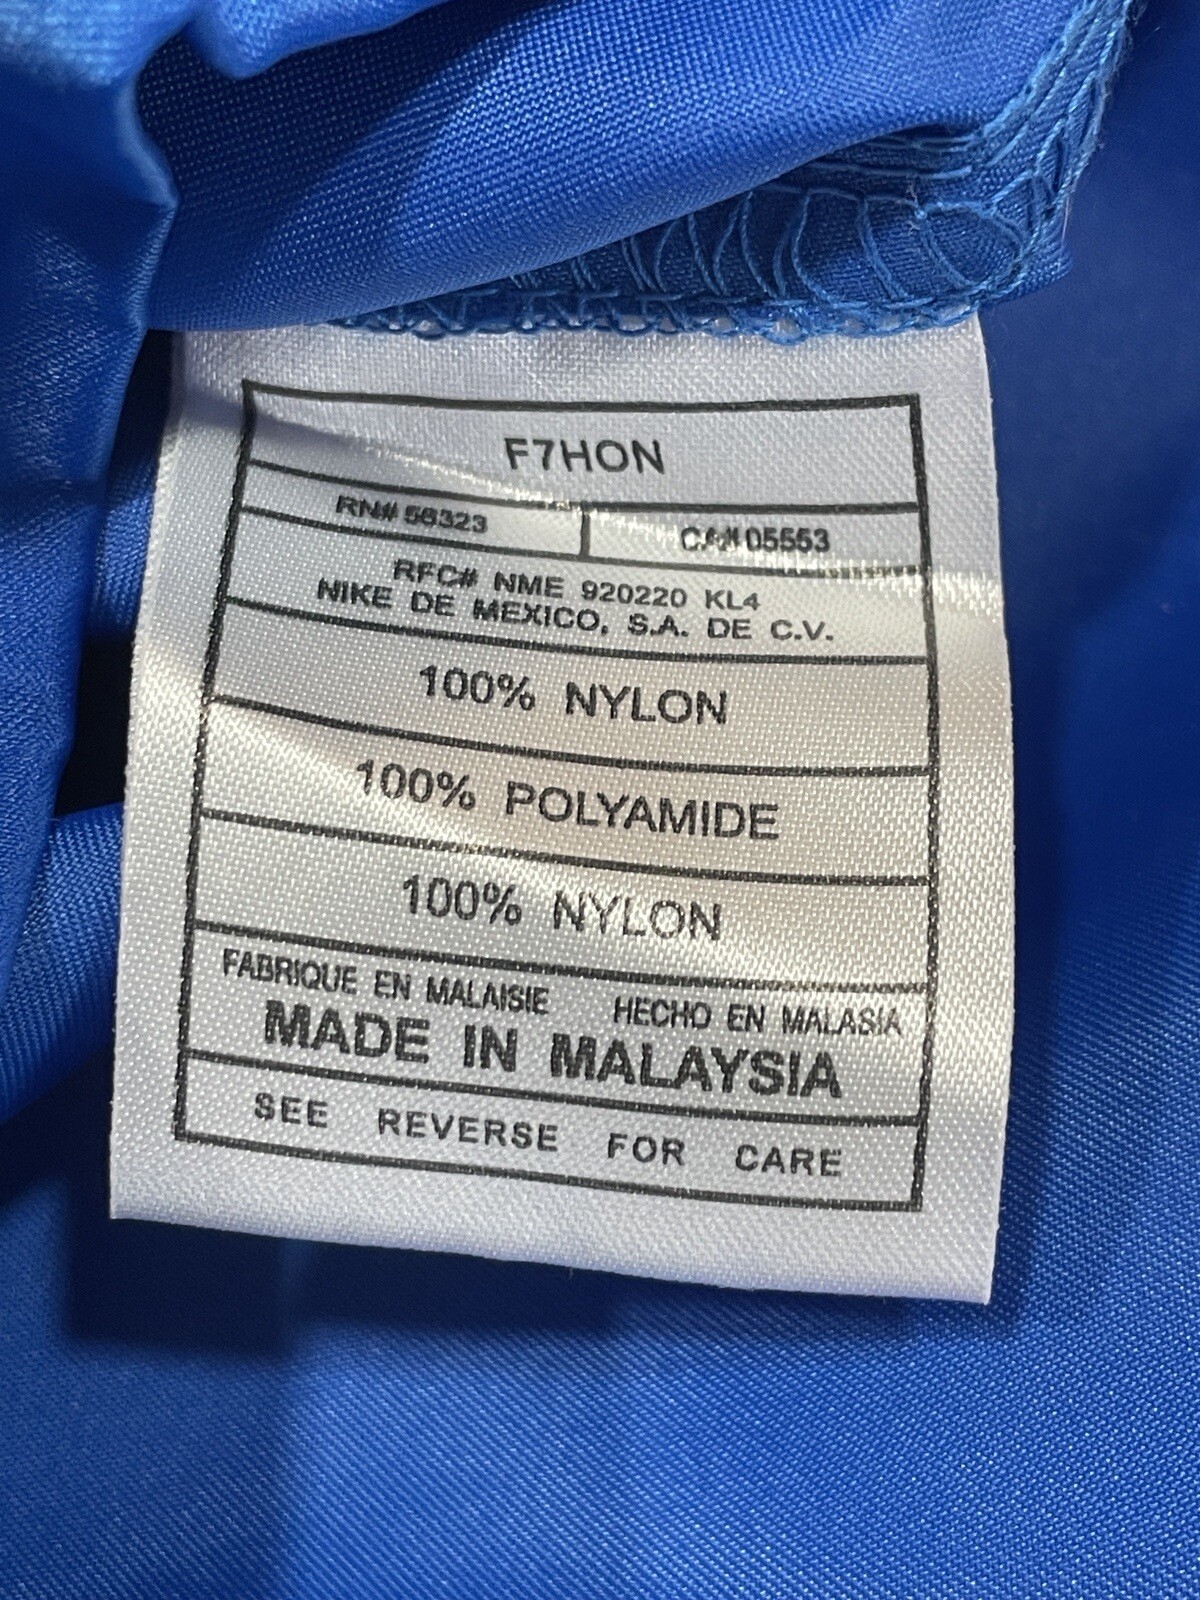 F7HON
RN# 56323 CA# 05553
RFC# NME 920220 KL4
NIKE DE MEXICO, S.A. DE C.V.
100% NYLON
100% POLYAMIDE
100% NYLON
FABRIQUE EN MALAISIE HECHO EN MALASIA
MADE IN MALAYSIA
SEE REVERSE FOR CARE